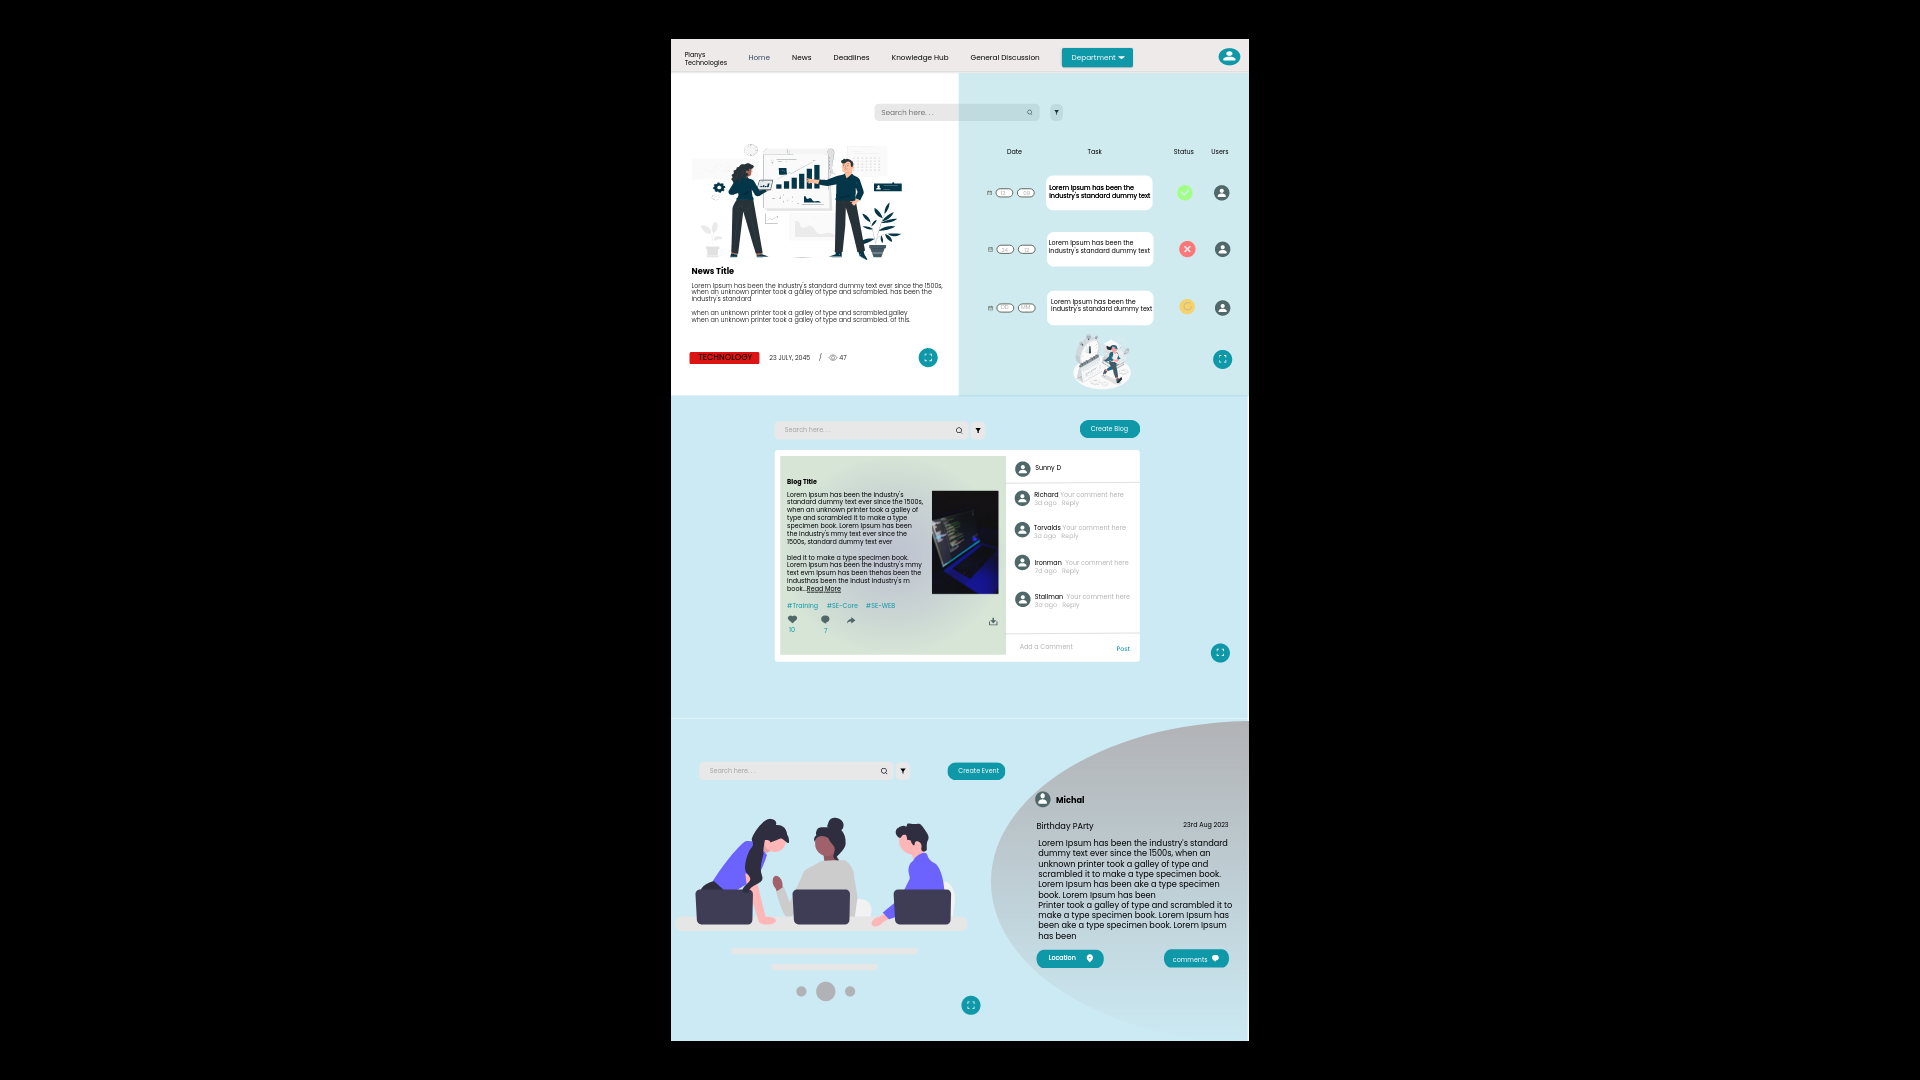 Planys
Technologies
Home
News
Deadlines
Knowledge Hub
General Discussion
Department
Search here. . .
Date
Task
Status
Users
Lorem Ipsum has been the
industry's standard dummy text
Lorem Ipsum has been the
industry's standard dummy text
Lorem Ipsum has been the
industry's standard dummy text
DD
MM
News Title
Lorem Ipsum has been the industry's standard dummy text ever since the 1500s,
when an unknown printer took a galley of type and scrambled. has been the
industry's standard
when an unknown printer took a galley of type and scrambled.galley
when an unknown printer took a galley of type and scrambled. of this.
TECHNOLOGY
23 JULY, 2045
/
47
Search here. . .
Create Blog
Blog Title
Lorem Ipsum has been the industry's
standard dummy text ever since the 1500s,
when an unknown printer took a galley of
type and scrambled it to make a type
specimen book. Lorem Ipsum has been
the industry's mmy text ever since the
1500s, standard dummy text ever
bled it to make a type specimen book.
Lorem Ipsum has been the industry's mmy
text evm Ipsum has been thehas been the
industhas been the indust industry's m
book...Read More
#Training
#SE-Core
#SE-WEB
10
7
Sunny D
Richard Your comment here
3d ago Reply
Torvalds Your comment here
3d ago Reply
Ironman Your comment here
7d ago Reply
Stallman Your comment here
3d ago Reply
Add a Comment
Post
Search here. . .
Create Event
Michal
Birthday PArty
23rd Aug 2023
Lorem Ipsum has been the industry's standard
dummy text ever since the 1500s, when an
unknown printer took a galley of type and
scrambled it to make a type specimen book.
Lorem Ipsum has been ake a type specimen
book. Lorem Ipsum has been
Printer took a galley of type and scrambled it to
make a type specimen book. Lorem Ipsum has
been ake a type specimen book. Lorem Ipsum
has been
Location
comments